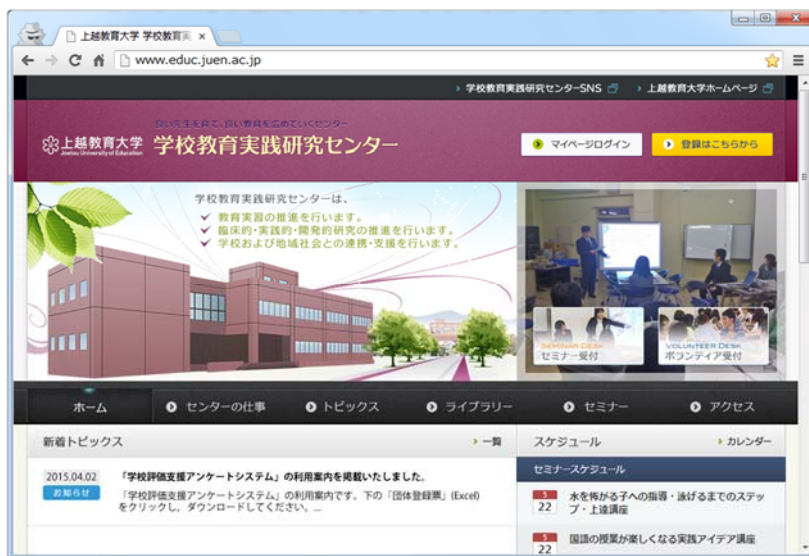 上越教育大学 学校教育実
www.educ.juen.ac.jp
学校教育実践研究センターSNS
上越教育大学ホームページ
良い先生を育て、良い教育を広めていくセンター
上越教育大学
Joetsu University of Education
学校教育実践研究センター
マイページログイン
登録はこちらから
学校教育実践研究センターは、
教育実習の推進を行います。
臨床的・実践的・開発的研究の推進を行います。
学校および地域社会との連携・支援を行います。
SEMINAR DESK
セミナー受付
VOLUNTEER DESK
ボランティア受付
ホーム
センターの仕事
トピックス
ライブラリー
セミナー
アクセス
新着トピックス
一覧
スケジュール
カレンダー
2015.04.02
お知らせ
「学校評価支援アンケートシステム」の利用案内を掲載いたしました。
「学校評価支援アンケートシステム」の利用案内です。下の「団体登録票」(Excel)
をクリックし，ダウンロードしてください。...
セミナースケジュール
5
22
水を怖がる子への指導・泳げるまでのステッ
プ・上達講座
5
22
国語の授業が楽しくなる実践アイデア講座